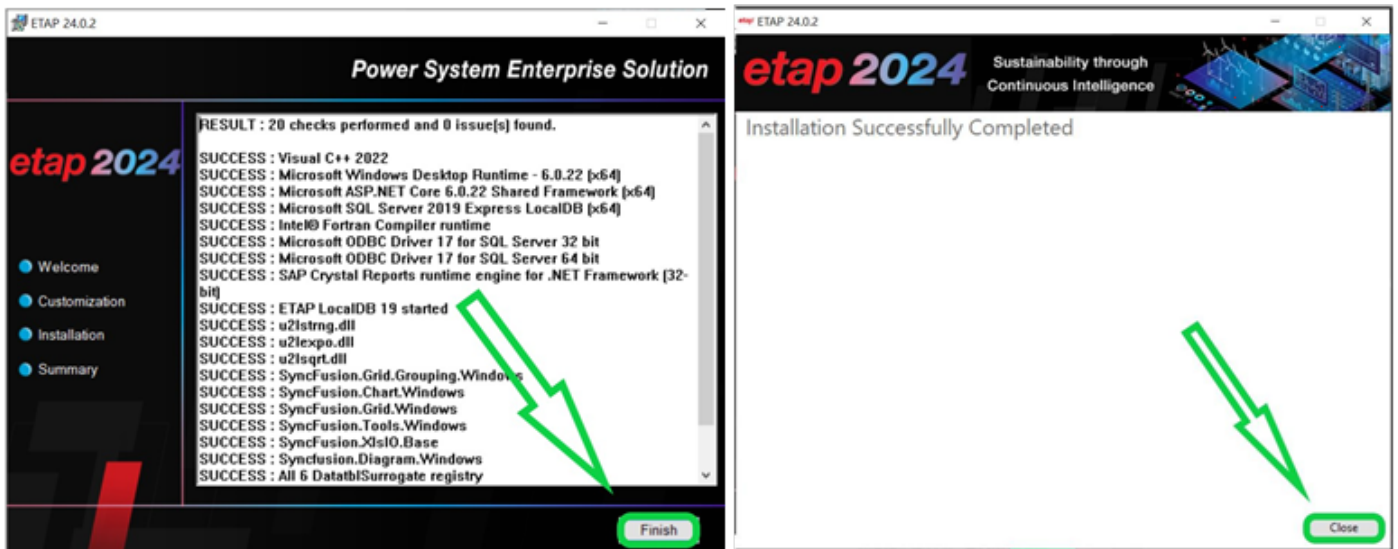 ETAP 24.0.2
Power System Enterprise Solution
etap 2024
Welcome
Customization
Installation
Summary
RESULT : 20 checks performed and 0 issue(s) found.
SUCCESS : Visual C++ 2022
SUCCESS : Microsoft Windows Desktop Runtime - 6.0.22 (x64)
SUCCESS : Microsoft ASP.NET Core 6.0.22 Shared Framework (x64)
SUCCESS : Microsoft SQL Server 2019 Express LocalDB (x64)
SUCCESS : Intel® Fortran Compiler runtime
SUCCESS : Microsoft ODBC Driver 17 for SQL Server 32 bit
SUCCESS : Microsoft ODBC Driver 17 for SQL Server 64 bit
SUCCESS : SAP Crystal Reports runtime engine for .NET Framework (32-
bit)
SUCCESS : ETAP LocalDB 19 started
SUCCESS : u2lstrng.dll
SUCCESS : u2lexpo.dll
SUCCESS : u2lsqrt.dll
SUCCESS : SyncFusion.Grid.Grouping.Windows
SUCCESS : SyncFusion.Chart.Windows
SUCCESS : SyncFusion.Grid.Windows
SUCCESS : SyncFusion.Tools.Windows
SUCCESS : SyncFusion.XlsIO.Base
SUCCESS : Syncfusion.Diagram.Windows
SUCCESS : All 6 DatatblSurrogate registry
Finish
etap ETAP 24.0.2
etap 2024
Sustainability through
Continuous Intelligence
Installation Successfully Completed
Close